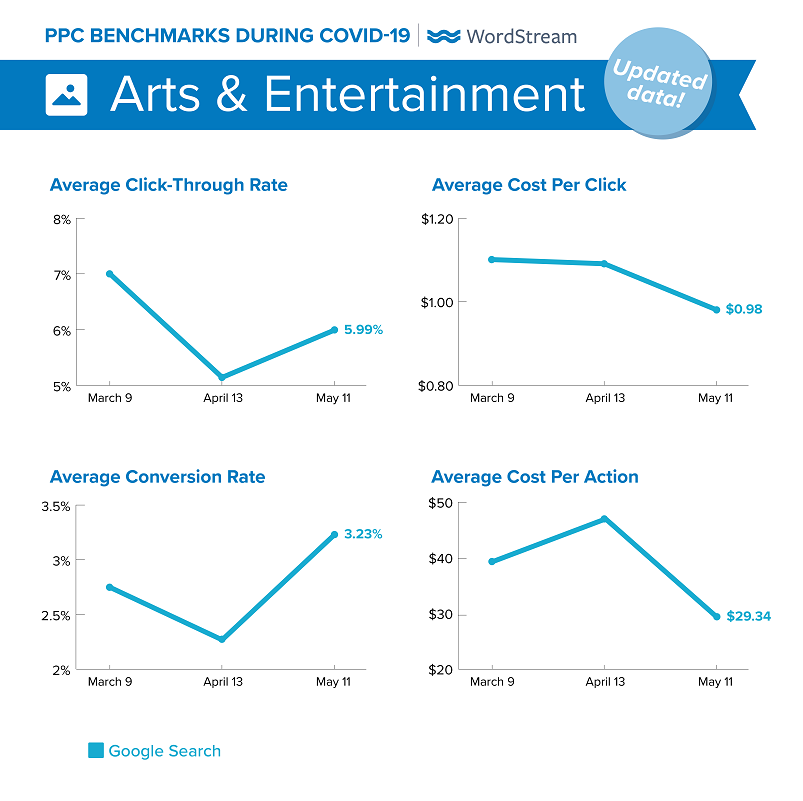 PPC BENCHMARKS DURING COVID-19 | WordStream
Arts & Entertainment
Updated
data!
Average Click-Through Rate
8%
7%
6%
5%
5.99%
March 9 April 13 May 11
Average Cost Per Click
$1.20
$1.00
$0.80
$0.98
March 9 April 13 May 11
Average Conversion Rate
3.5%
3%
2.5%
2%
3.23%
March 9 April 13 May 11
Average Cost Per Action
$50
$40
$30
$20
$29.34
March 9 April 13 May 11
Google Search